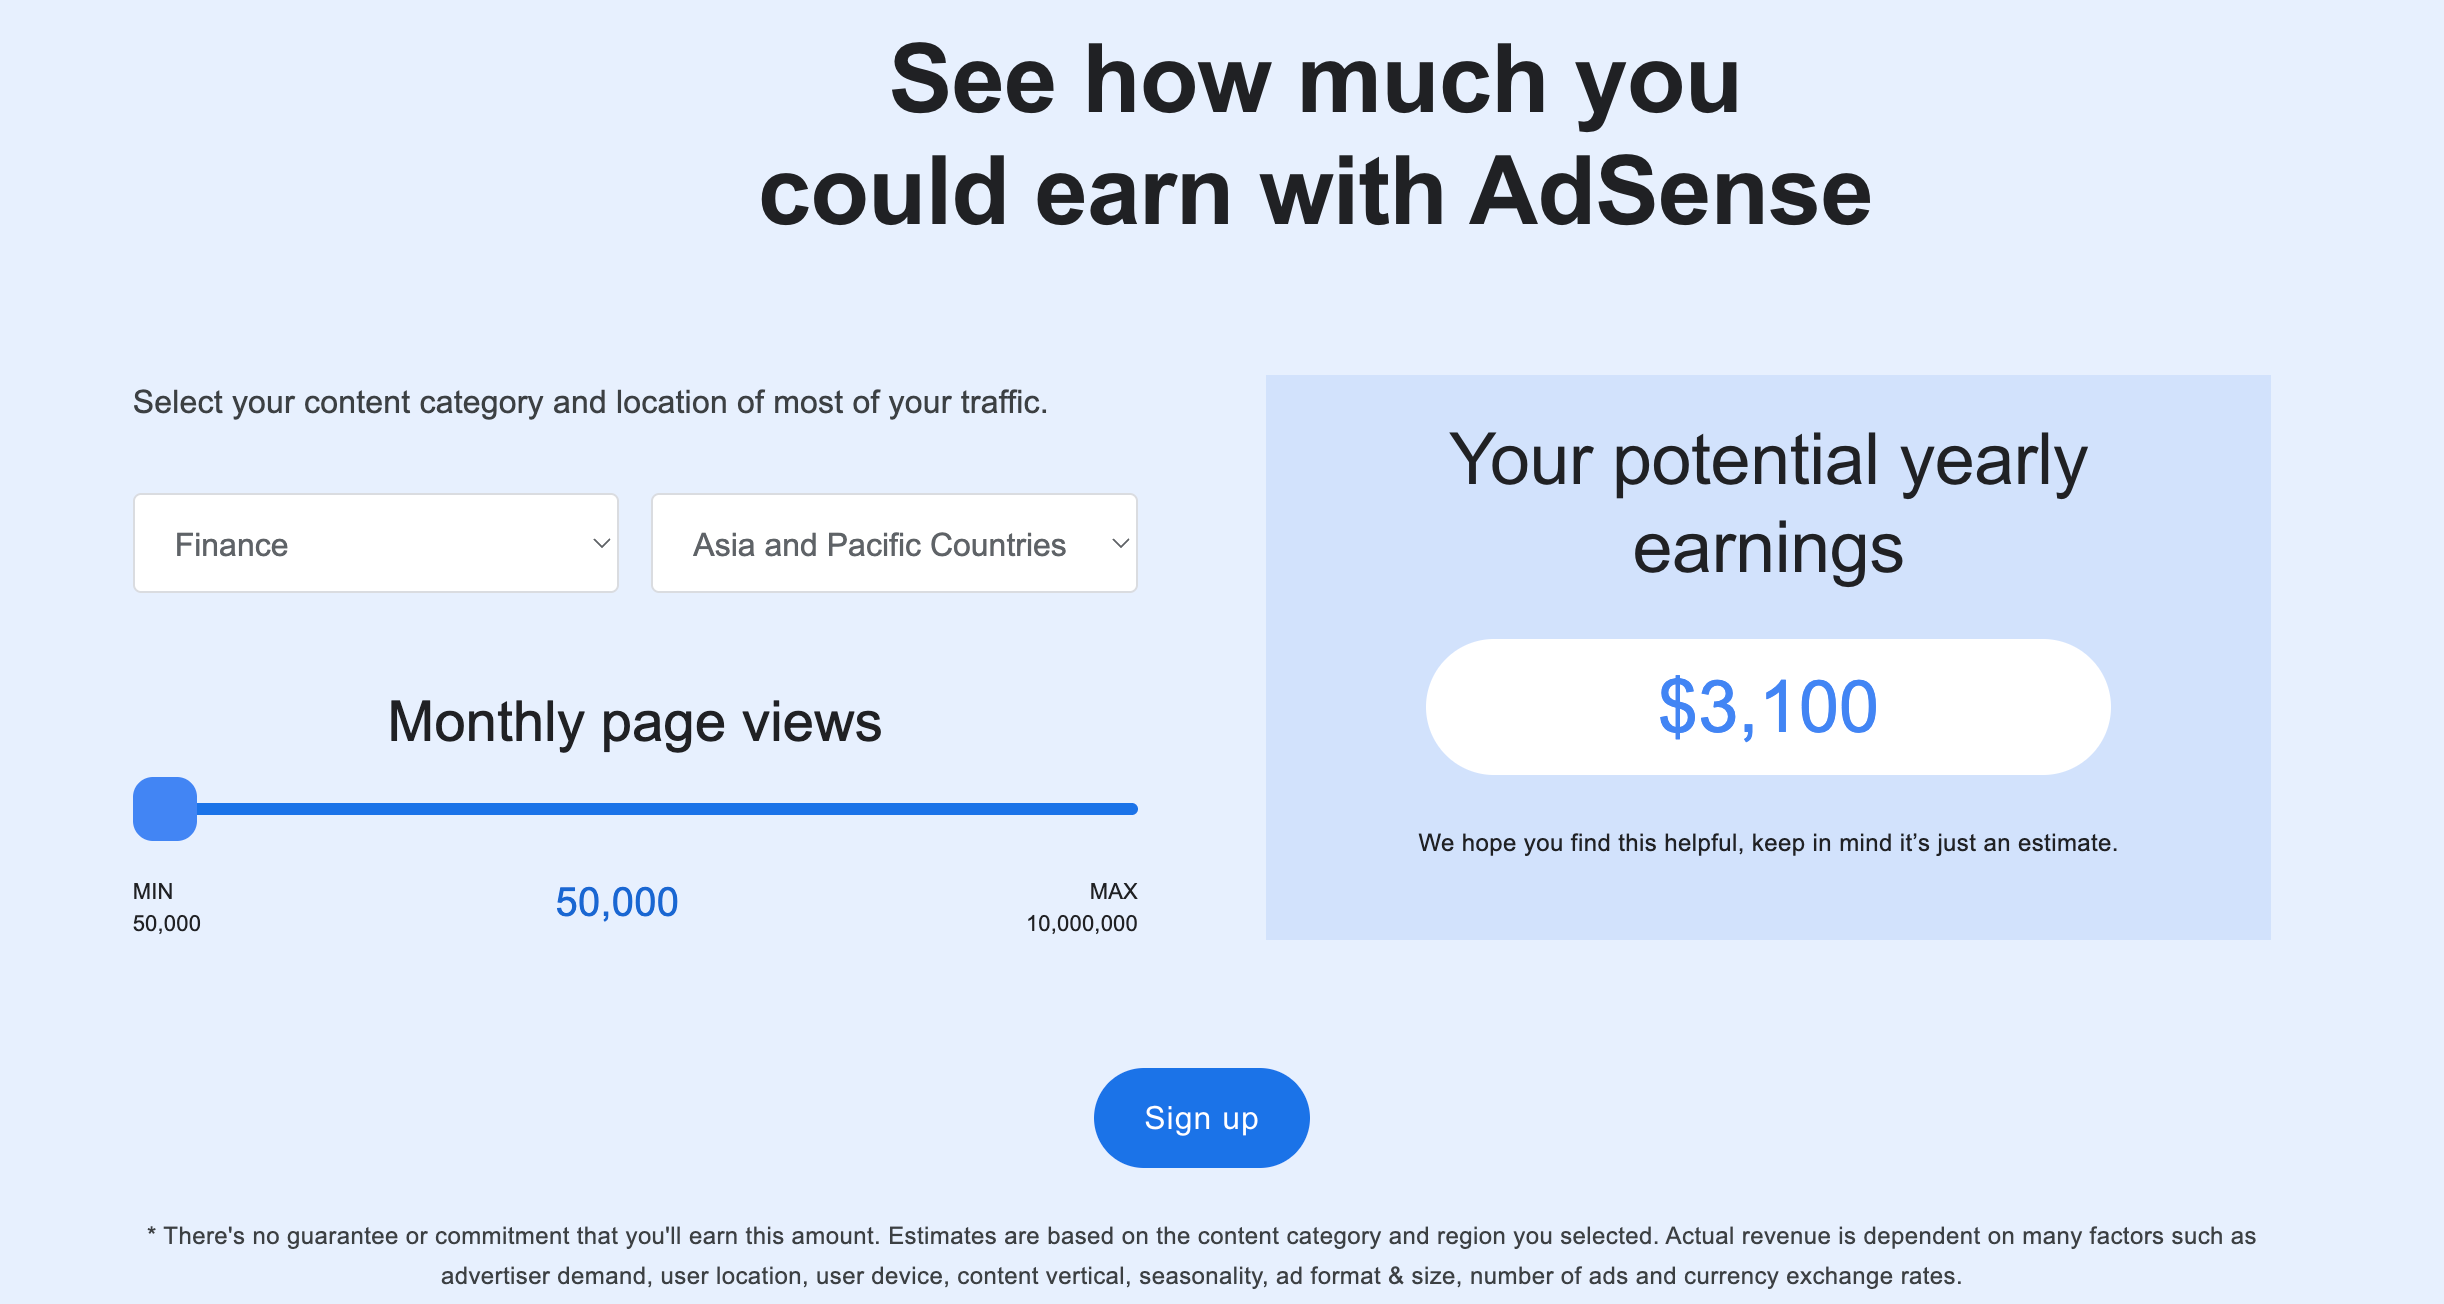 See how much you
could earn with AdSense
Select your content category and location of most of your traffic.
Finance
Asia and Pacific Countries
Monthly page views
MIN
50,000
50,000
MAX
10,000,000
Your potential yearly
earnings
$3,100
We hope you find this helpful, keep in mind it’s just an estimate.
Sign up
* There's no guarantee or commitment that you'll earn this amount. Estimates are based on the content category and region you selected. Actual revenue is dependent on many factors such as
advertiser demand, user location, user device, content vertical, seasonality, ad format & size, number of ads and currency exchange rates.